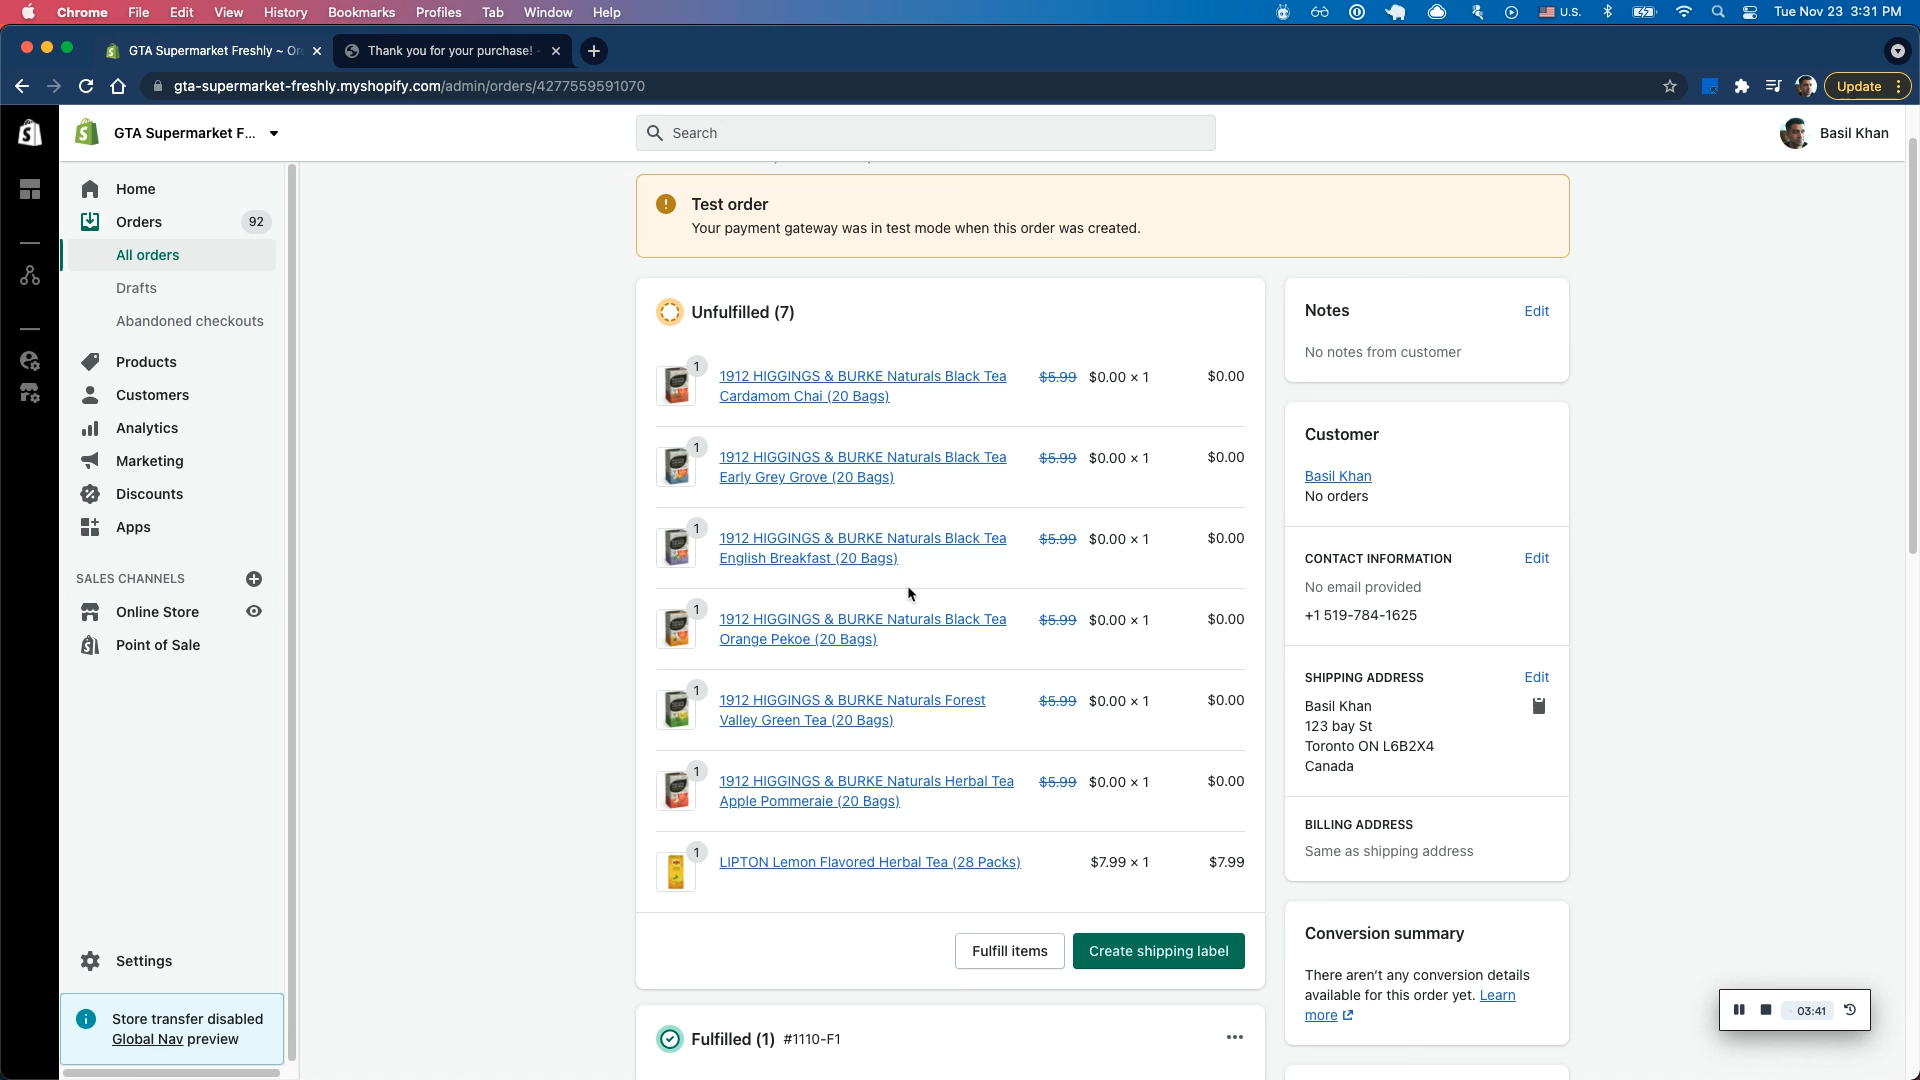 Chrome File Edit View History Bookmarks Profiles Tab Window Help
U.S. Tue Nov 23 3:31 PM
GTA Supermarket Freshly ~ Or
Thank you for your purchase! -
gta-supermarket-freshly.myshopify.com/admin/orders/4277559591070
Update
GTA Supermarket F...
Search
Basil Khan
Home
Orders 92
All orders
Drafts
Abandoned checkouts
Products
Customers
Analytics
Marketing
Discounts
Apps
SALES CHANNELS
Online Store
Point of Sale
Settings
Store transfer disabled
Global Nav preview
Test order
Your payment gateway was in test mode when this order was created.
Unfulfilled (7)
1
1912 HIGGINGS & BURKE Naturals Black Tea $5.99 $0.00 × 1 $0.00
Cardamom Chai (20 Bags)
1
1912 HIGGINGS & BURKE Naturals Black Tea $5.99 $0.00 × 1 $0.00
Early Grey Grove (20 Bags)
1
1912 HIGGINGS & BURKE Naturals Black Tea $5.99 $0.00 × 1 $0.00
English Breakfast (20 Bags)
1
1912 HIGGINGS & BURKE Naturals Black Tea $5.99 $0.00 × 1 $0.00
Orange Pekoe (20 Bags)
1
1912 HIGGINGS & BURKE Naturals Forest $5.99 $0.00 × 1 $0.00
Valley Green Tea (20 Bags)
1
1912 HIGGINGS & BURKE Naturals Herbal Tea $5.99 $0.00 × 1 $0.00
Apple Pommeraie (20 Bags)
1
LIPTON Lemon Flavored Herbal Tea (28 Packs) $7.99 × 1 $7.99
Fulfill items Create shipping label
Fulfilled (1) #1110-F1
Notes Edit
No notes from customer
Customer
Basil Khan
No orders
CONTACT INFORMATION Edit
No email provided
+1 519-784-1625
SHIPPING ADDRESS Edit
Basil Khan
123 bay St
Toronto ON L6B2X4
Canada
BILLING ADDRESS
Same as shipping address
Conversion summary
There aren't any conversion details
available for this order yet. Learn
more
03:41